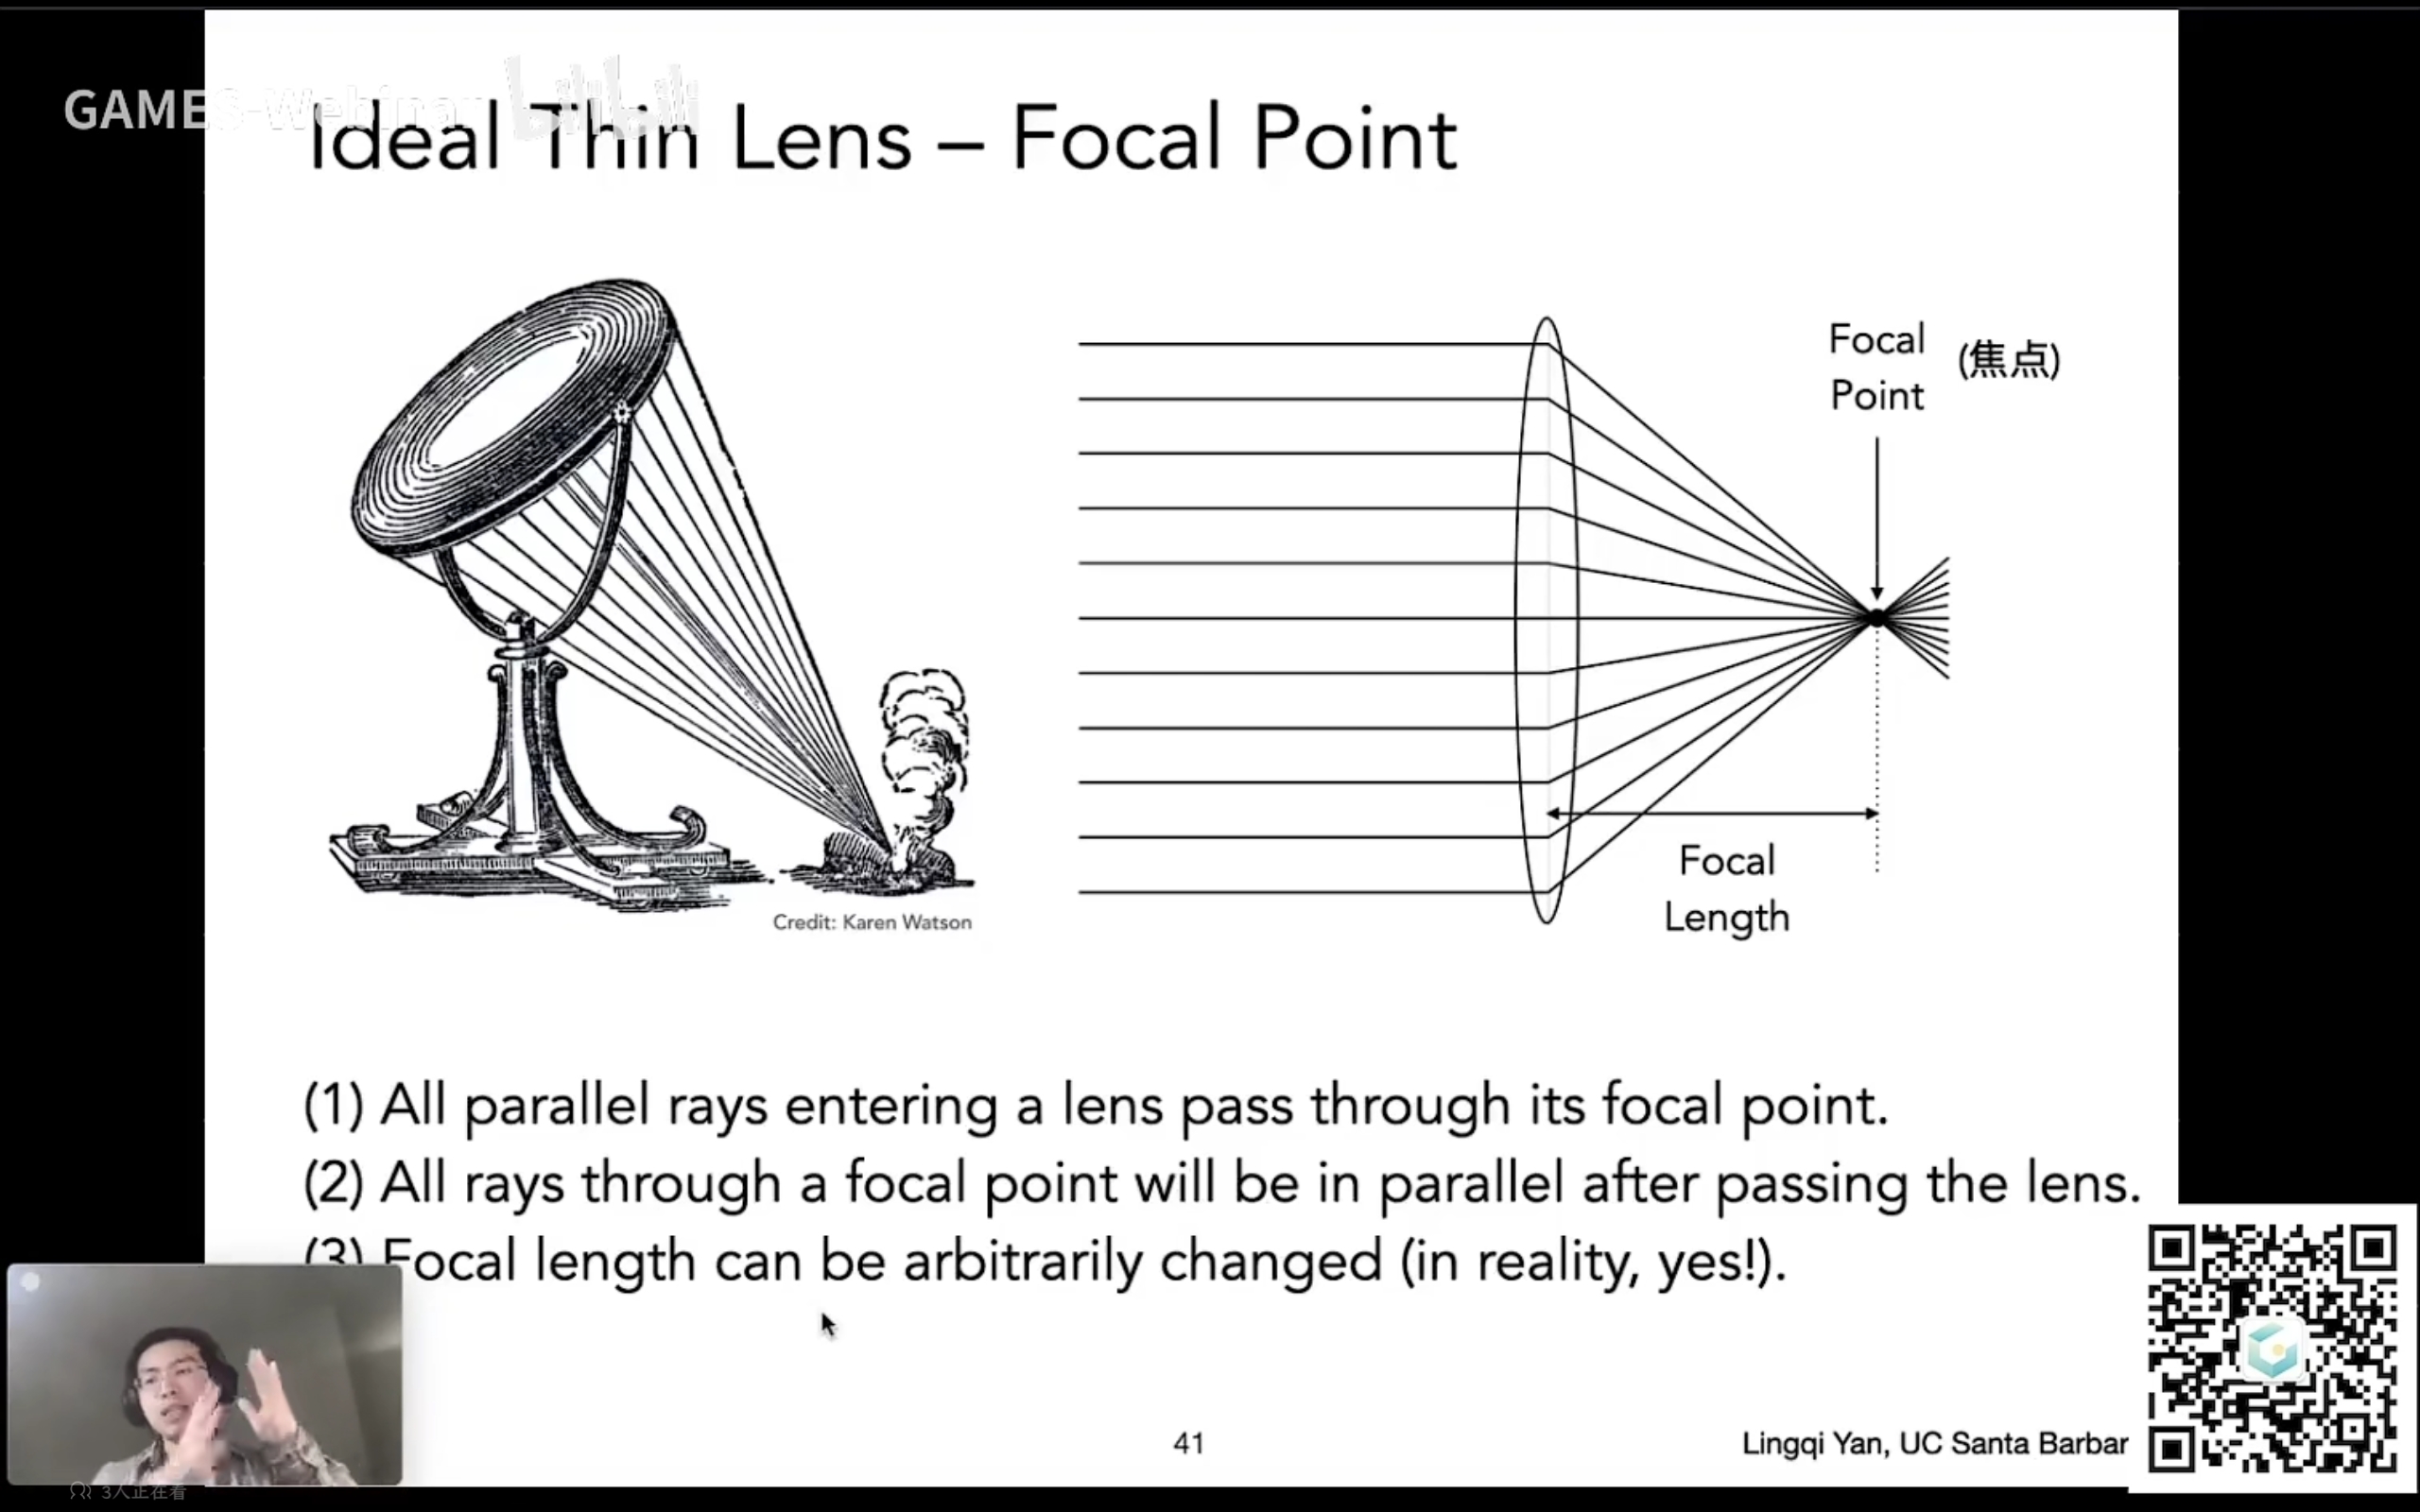 GAMES-Webinar bilibili
Ideal Thin Lens – Focal Point
Focal
Point
(焦点)
Focal
Length
Credit: Karen Watson
(1) All parallel rays entering a lens pass through its focal point.
(2) All rays through a focal point will be in parallel after passing the lens.
(3) Focal length can be arbitrarily changed (in reality, yes!).
41
Lingqi Yan, UC Santa Barbar
3人正在看